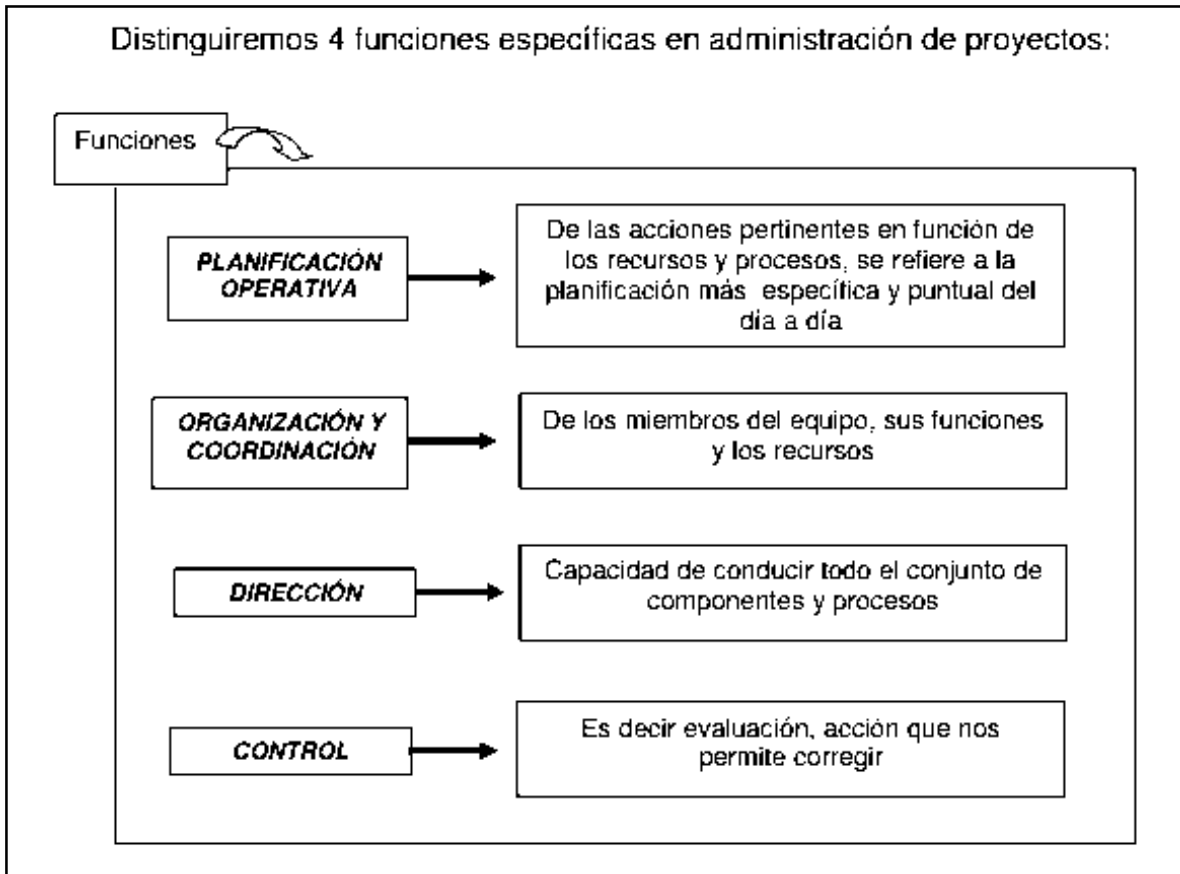 Distinguiremos 4 funciones específicas en administración de proyectos:
Funciones
PLANIFICACIÓN
OPERATIVA
De las acciones pertinentes en función de
los recursos y procesos, se refiere a la
planificación más específica y puntual del
día a día
ORGANIZACIÓN Y
COORDINACIÓN
De los miembros del equipo, sus funciones
y los recursos
DIRECCIÓN
Capacidad de conducir todo el conjunto de
componentes y procesos
CONTROL
Es decir evaluación, acción que nos
permite corregir